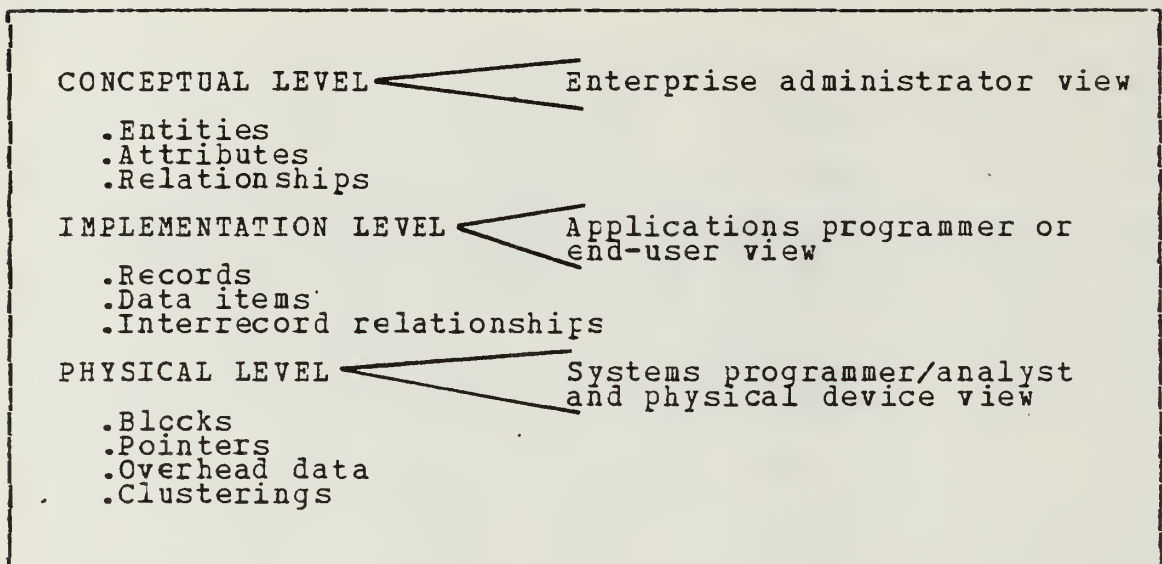 CONCEPTUAL LEVEL Enterprise administrator view
.Entities
.Attributes
.Relationships
IMPLEMENTATION LEVEL Applications programmer or
end-user view
.Records
.Data items
.Interrecord relationships
PHYSICAL LEVEL Systems programmer/analyst
and physical device view
.Blocks
.Pointers
.Overhead data
.Clusterings